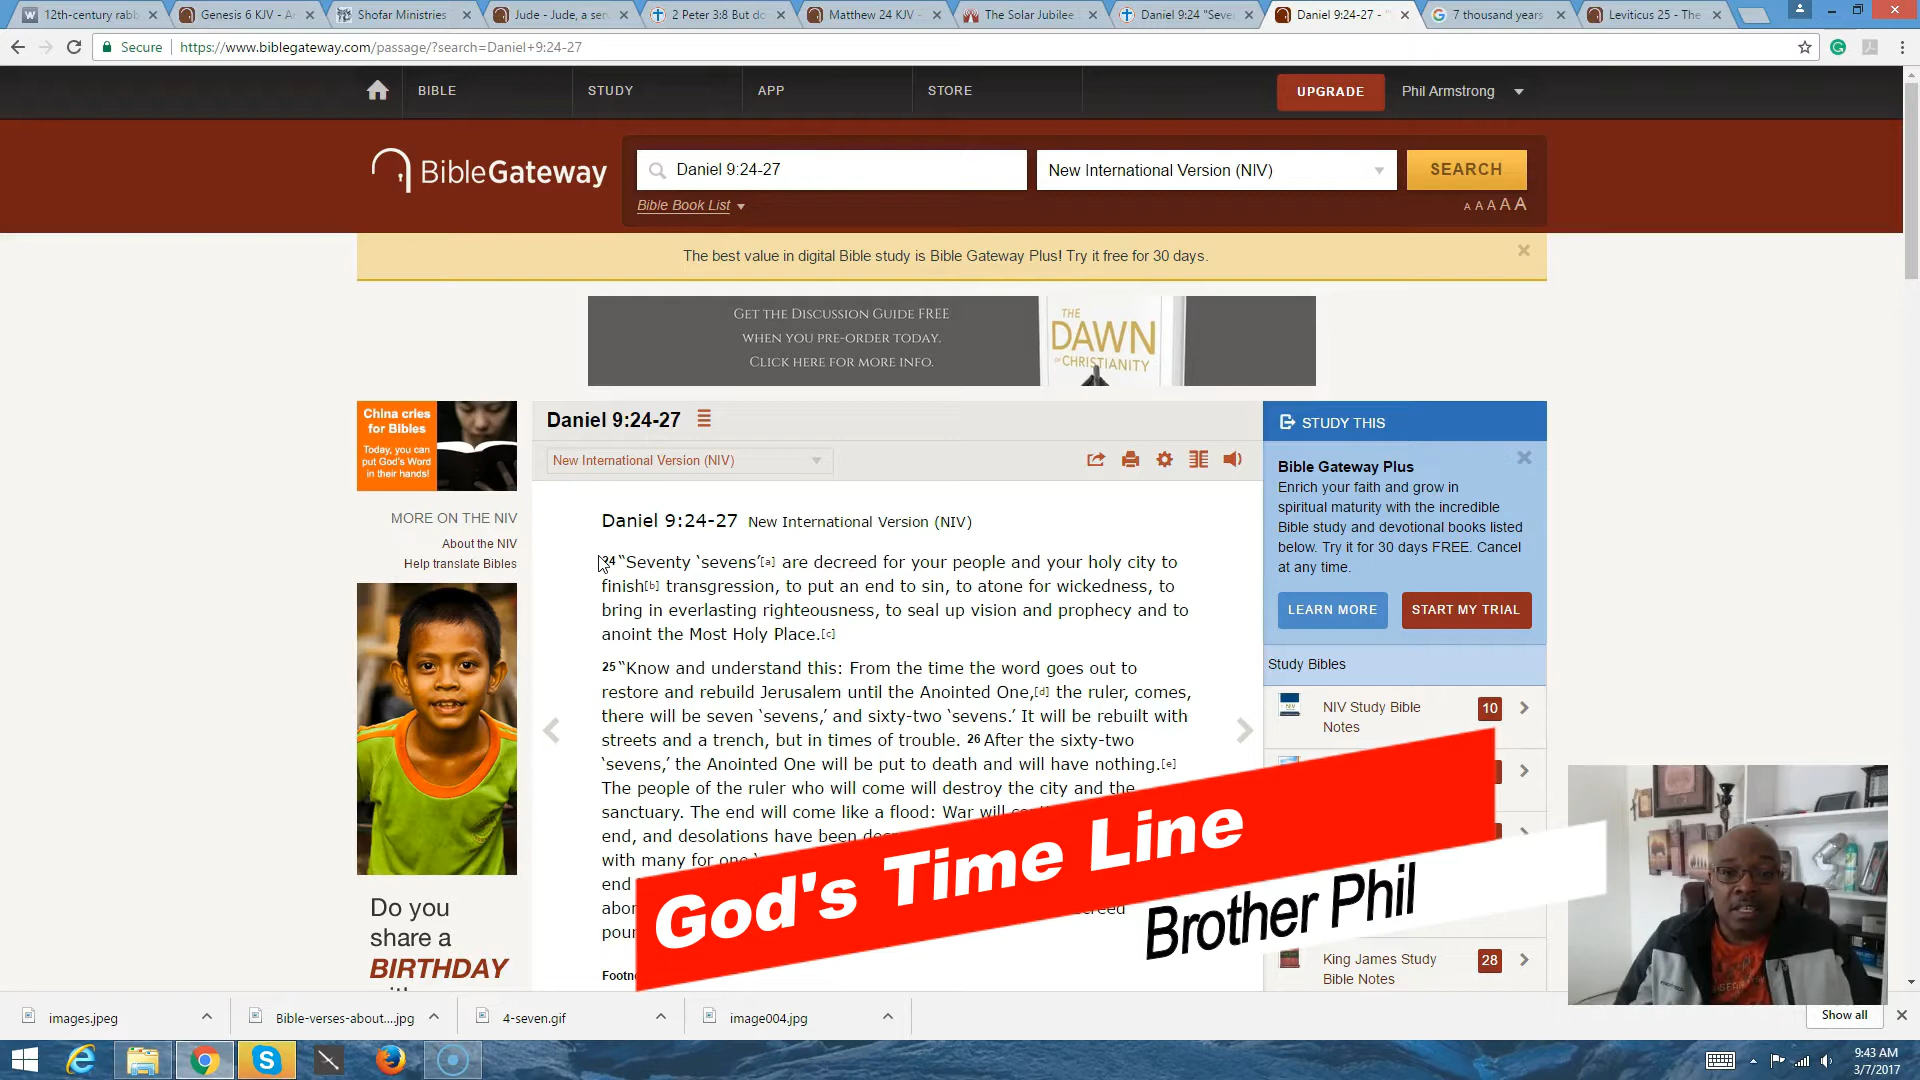 12th-century rabb
Genesis 6 KJV - A
Shofar Ministries
Jude - Jude, a ser
2 Peter 3:8 But do
Matthew 24 KJV -
The Solar Jubilee
Daniel 9:24 "Seve
Daniel 9:24-27 - "
7 thousand years
Leviticus 25 - The
Secure
https://www.biblegateway.com/passage/?search=Daniel+9:24-27
BIBLE
STUDY
APP
STORE
UPGRADE
Phil Armstrong
BibleGateway
Daniel 9:24-27
New International Version (NIV)
SEARCH
Bible Book List
A A A A A
The best value in digital Bible study is Bible Gateway Plus! Try it free for 30 days.
GET THE DISCUSSION GUIDE FREE
WHEN YOU PRE-ORDER TODAY.
CLICK HERE FOR MORE INFO.
THE
DAWN
OF CHRISTIANITY
China cries
for Bibles
Today, you can
put God's Word
in their hands!
MORE ON THE NIV
About the NIV
Help translate Bibles
Do you
share a
BIRTHDAY
Daniel 9:24-27
New International Version (NIV)
Daniel 9:24-27 New International Version (NIV)
24 “Seventy ‘sevens’[a] are decreed for your people and your holy city to
finish[b] transgression, to put an end to sin, to atone for wickedness, to
bring in everlasting righteousness, to seal up vision and prophecy and to
anoint the Most Holy Place.[c]
25 “Know and understand this: From the time the word goes out to
restore and rebuild Jerusalem until the Anointed One,[d] the ruler, comes,
there will be seven ‘sevens,’ and sixty-two ‘sevens.’ It will be rebuilt with
streets and a trench, but in times of trouble. 26 After the sixty-two
‘sevens,’ the Anointed One will be put to death and will have nothing.[e]
The people of the ruler who will come will destroy the city and the
sanctuary. The end will come like a flood: War will
end, and desolations have been
with many for one
end
STUDY THIS
Bible Gateway Plus
Enrich your faith and grow in
spiritual maturity with the incredible
Bible study and devotional books listed
below. Try it for 30 days FREE. Cancel
at any time.
LEARN MORE
START MY TRIAL
Study Bibles
NIV Study Bible
Notes
10
King James Study
Bible Notes
28
God's Time Line
Brother Phil
images.jpeg
Bible-verses-about....jpg
4-seven.gif
image004.jpg
Show all
9:43 AM
3/7/2017